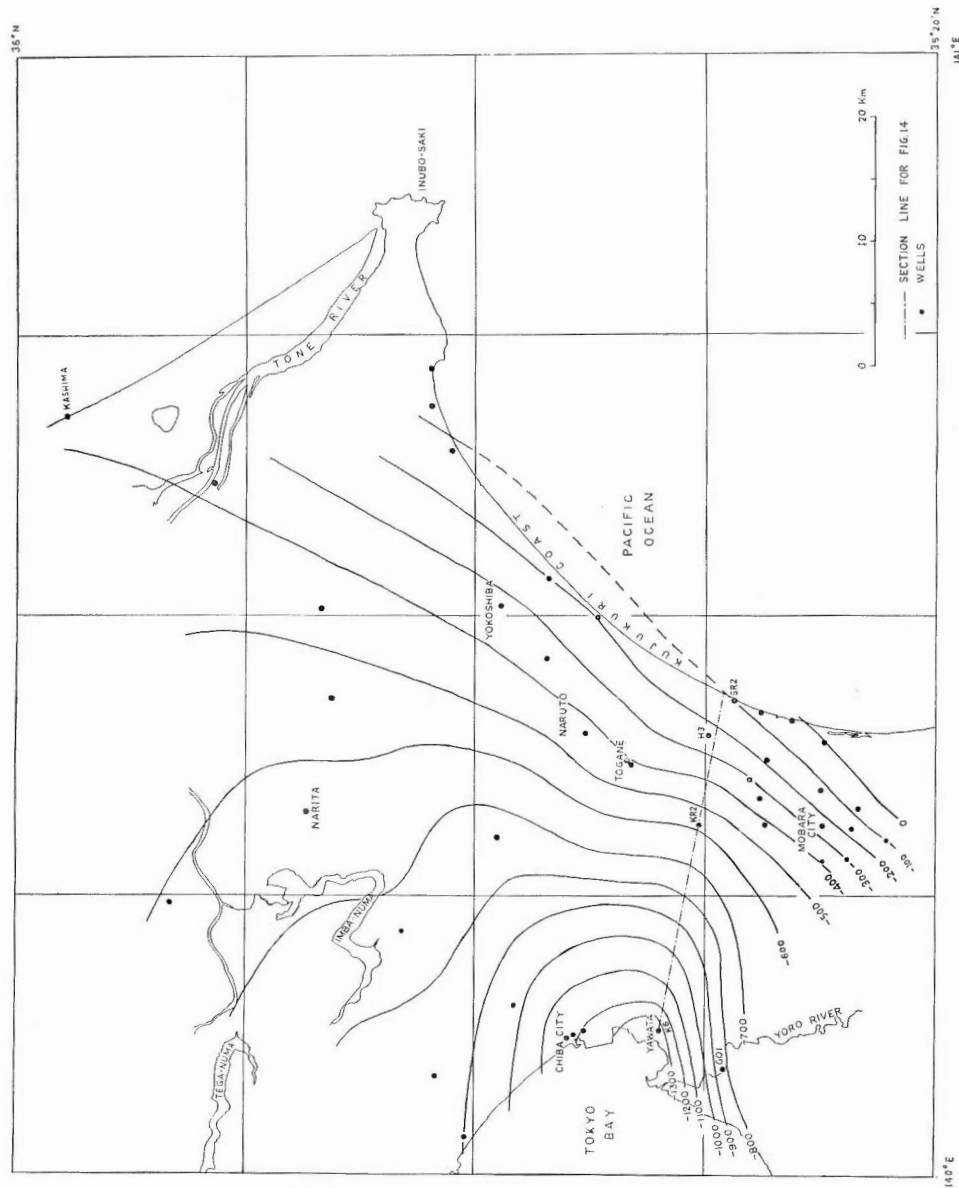 36°N
KASHIMA
TONE RIVER
INUBO-SAKI
TEGA-NUMA
IMBA-NUMA
NARITA
YOKOSHIBA
NARUTO
TOGANE
KUJUKURI COAST
PACIFIC
OCEAN
CHIBA CITY
YAWATA
K6
KR2
H3
SR2
MOBARA
CITY
TOKYO
BAY
GO1
YORO RIVER
0
-100
-200
-300
-400
-500
-600
-700
-800
-900
-1000
-1100
-1200
-1300
0 10 20 Km
SECTION LINE FOR FIG.14
WELLS
140°E
141°E
35°20'N